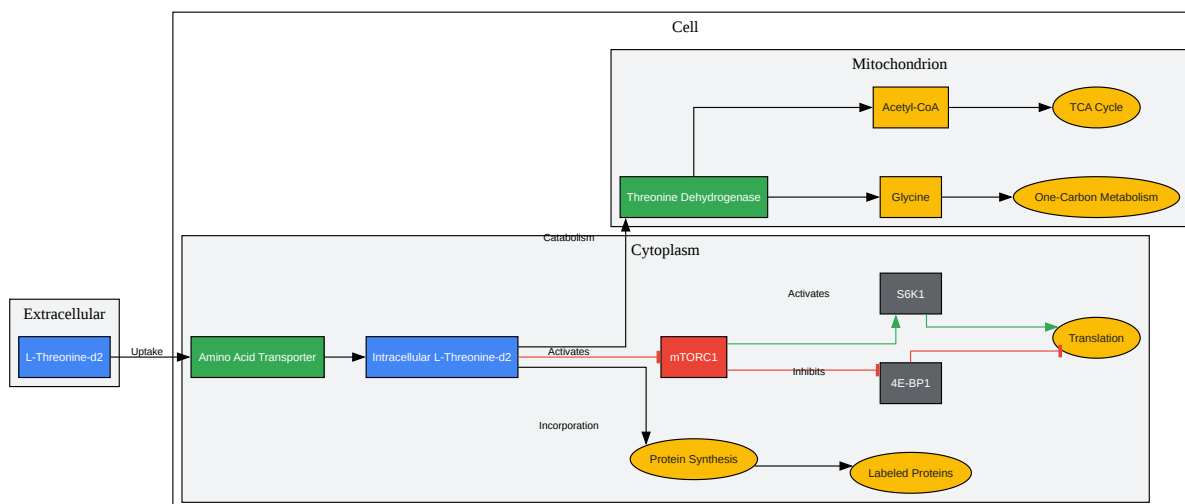 Cell
Mitochondrion
Acetyl-CoA
TCA Cycle
Threonine Dehydrogenase
Glycine
One-Carbon Metabolism
Catabolism
Cytoplasm
Extracellular
L-Threonine-d2
Uptake
Amino Acid Transporter
Intracellular L-Threonine-d2
Activates
mTORC1
Activates
S6K1
Inhibits
4E-BP1
Translation
Incorporation
Protein Synthesis
Labeled Proteins